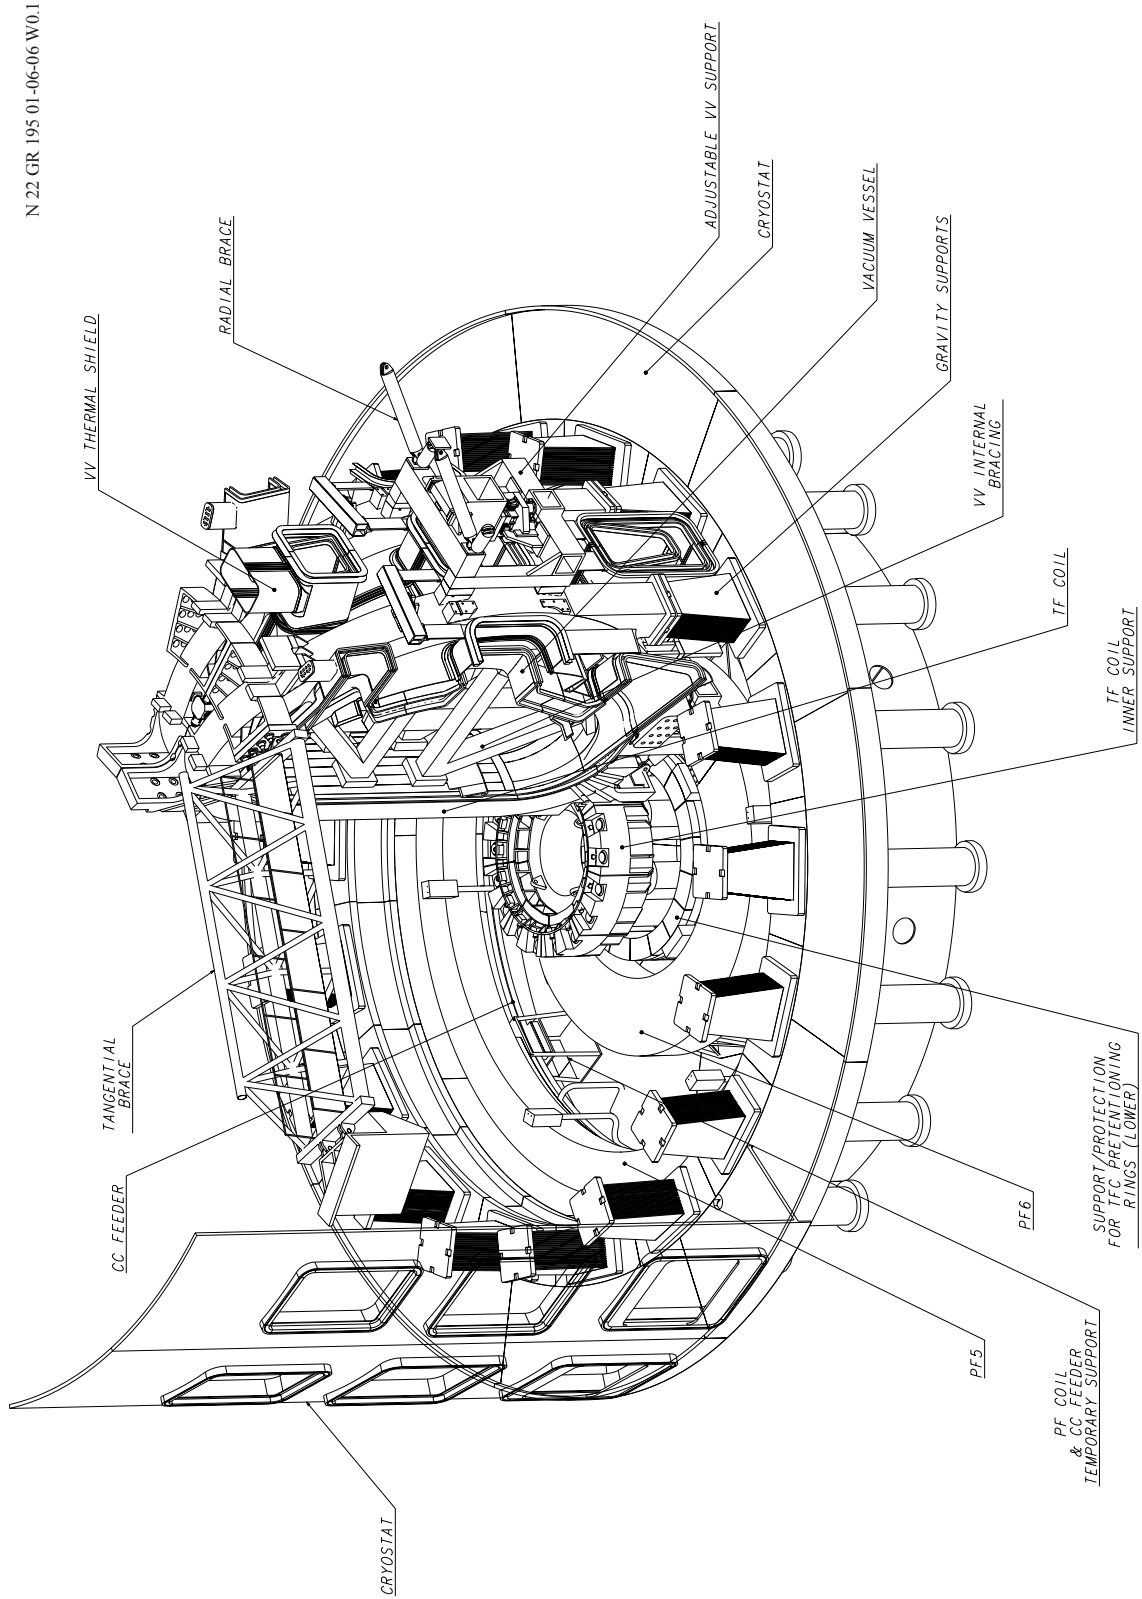 N 22 GR 195 01-06-06 W0.1
VV THERMAL SHIELD
RADIAL BRACE
ADJUSTABLE VV SUPPORT
CRYOSTAT
VACUUM VESSEL
GRAVITY SUPPORTS
VV INTERNAL
BRACING
TF COIL
TF COIL
INNER SUPPORT
TANGENTIAL
BRACE
CC FEEDER
CRYOSTAT
PF5
PF COIL
& CC FEEDER
TEMPORARY SUPPORT
PF6
SUPPORT/PROTECTION
FOR TFC PRETENTIONING
RINGS (LOWER)